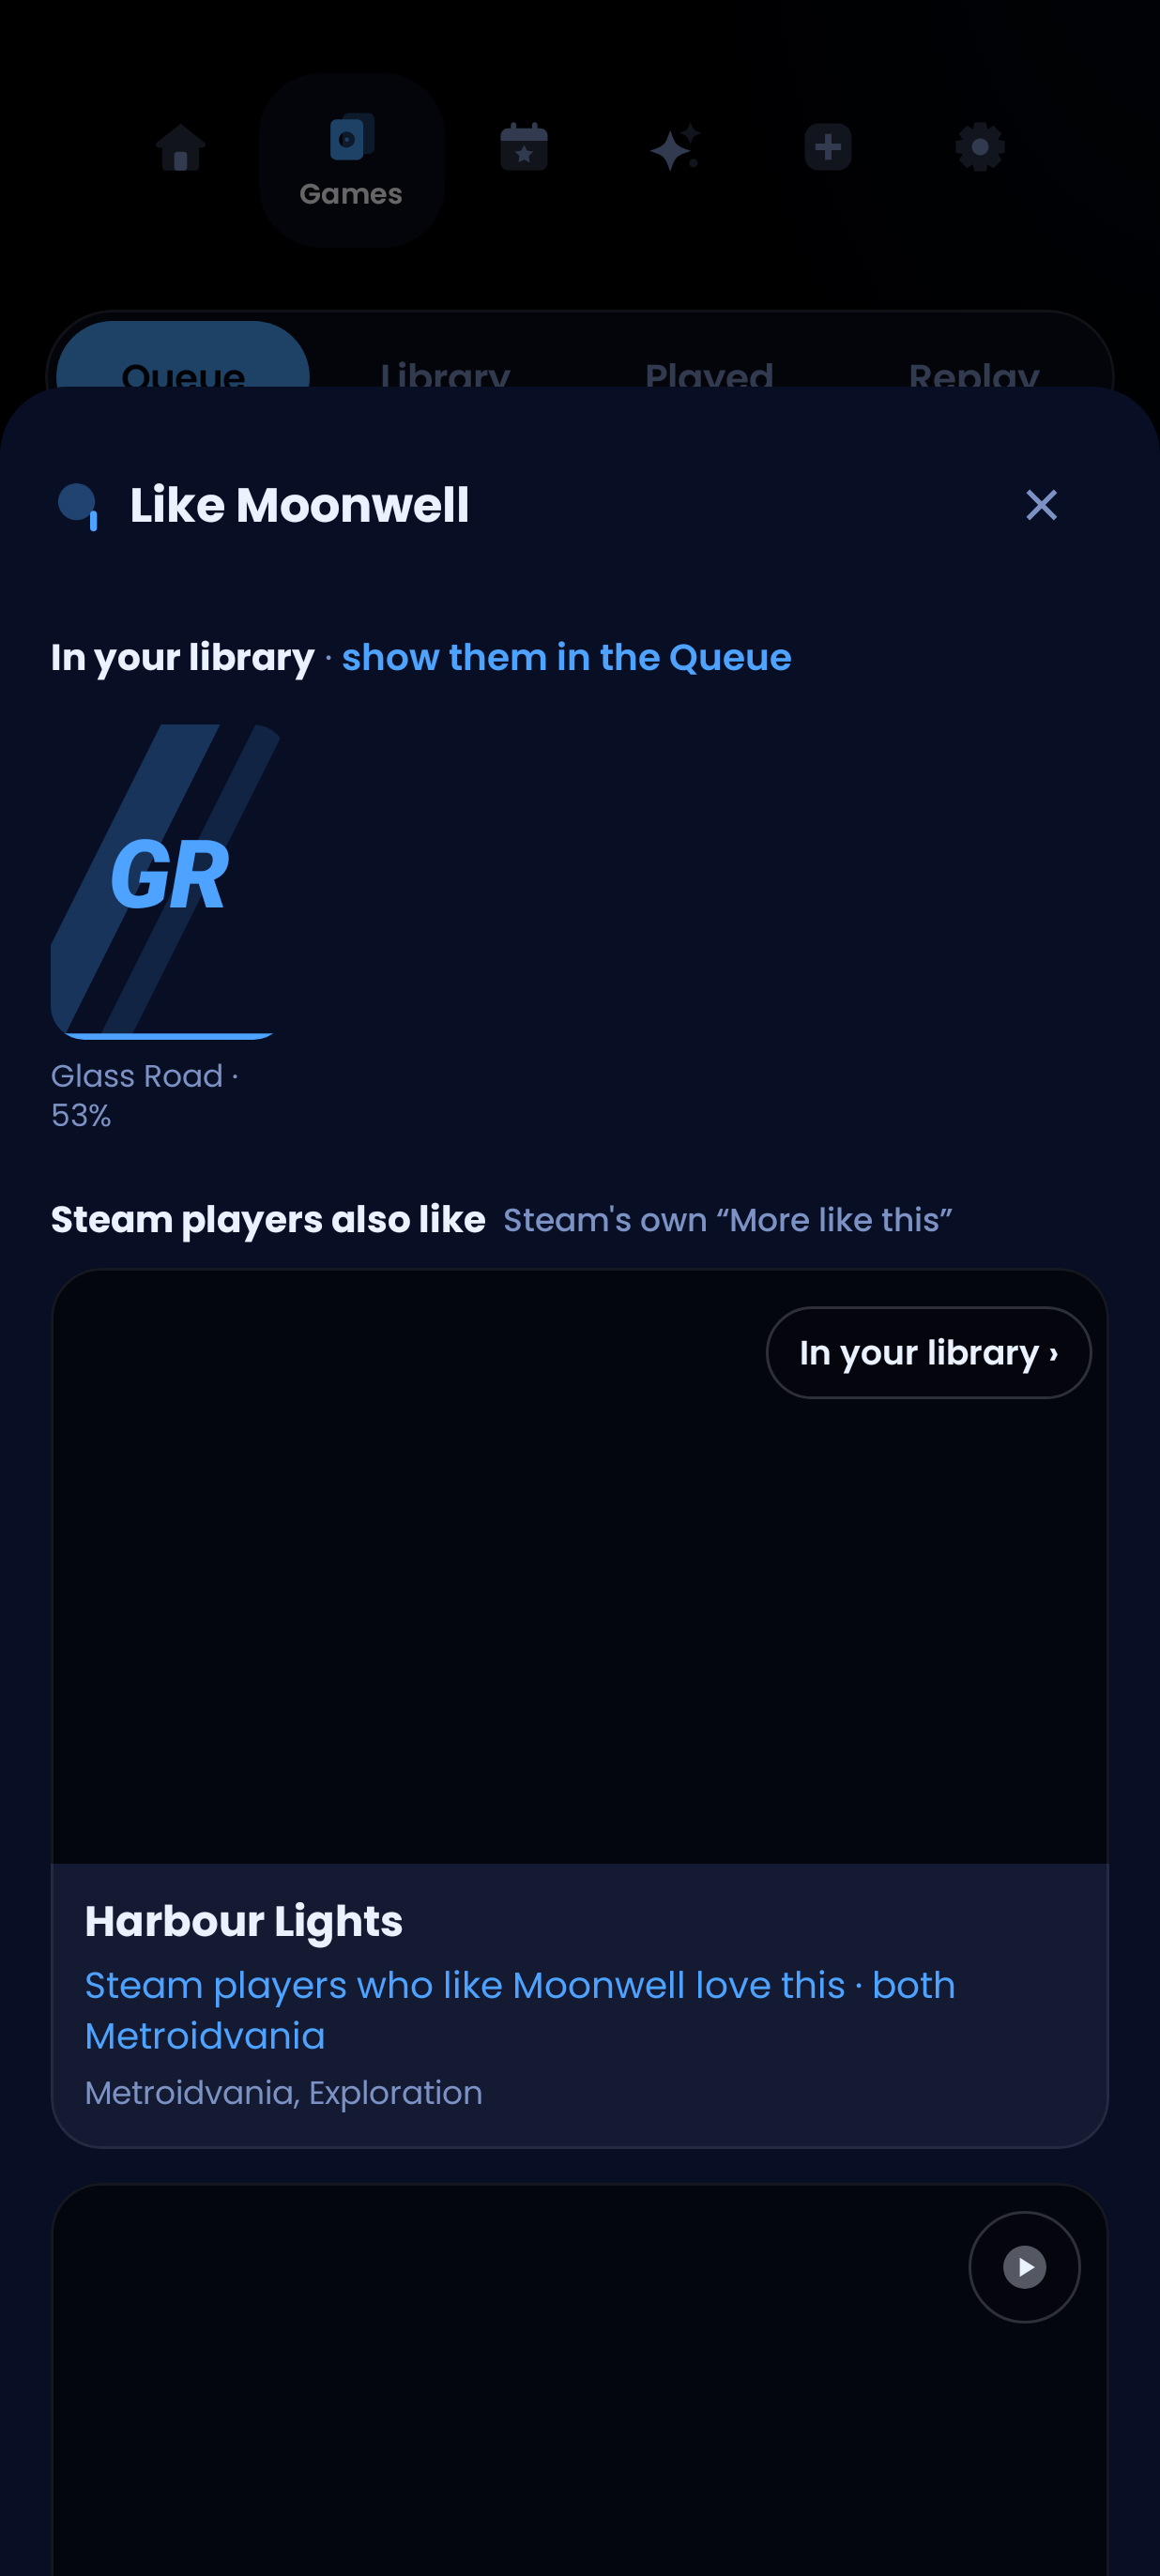 Games
Queue Library Played Replay
Like Moonwell
In your library · show them in the Queue
GR
Glass Road ·
53%
Steam players also like Steam's own “More like this”
In your library ›
Harbour Lights
Steam players who like Moonwell love this · both
Metroidvania
Metroidvania, Exploration